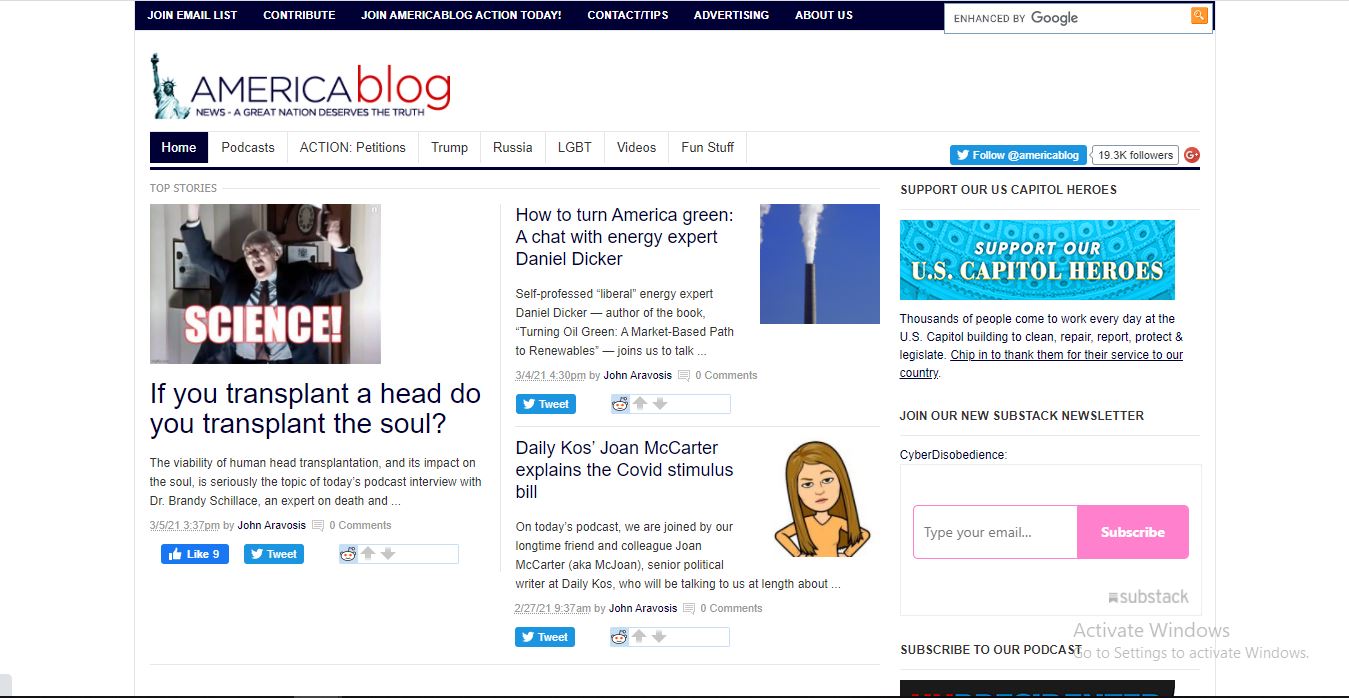 JOIN EMAIL LIST CONTRIBUTE JOIN AMERICABLOG ACTION TODAY! CONTACT/TIPS ADVERTISING ABOUT US
ENHANCED BY Google
AMERICAblog
NEWS - A GREAT NATION DESERVES THE TRUTH
Home Podcasts ACTION: Petitions Trump Russia LGBT Videos Fun Stuff
Follow @americablog 19.3K followers G+
TOP STORIES
SCIENCE!
If you transplant a head do
you transplant the soul?
The viability of human head transplantation, and its impact on
the soul, is seriously the topic of today's podcast interview with
Dr. Brandy Schillace, an expert on death and ...
3/5/21 3:37pm by John Aravosis 0 Comments
Like 9 Tweet
How to turn America green:
A chat with energy expert
Daniel Dicker
Self-professed “liberal” energy expert
Daniel Dicker — author of the book,
“Turning Oil Green: A Market-Based Path
to Renewables” — joins us to talk ...
3/4/21 4:30pm by John Aravosis 0 Comments
Tweet
Daily Kos’ Joan McCarter
explains the Covid stimulus
bill
On today’s podcast, we are joined by our
longtime friend and colleague Joan
McCarter (aka McJoan), senior political
writer at Daily Kos, who will be talking to us at length about ...
2/27/21 9:37am by John Aravosis 0 Comments
Tweet
SUPPORT OUR US CAPITOL HEROES
SUPPORT OUR
U.S. CAPITOL HEROES
Thousands of people come to work every day at the
U.S. Capitol building to clean, repair, report, protect &
legislate. Chip in to thank them for their service to our
country.
JOIN OUR NEW SUBSTACK NEWSLETTER
CyberDisobedience:
Type your email... Subscribe
substack
Activate Windows
Go to Settings to activate Windows.
SUBSCRIBE TO OUR PODCAST